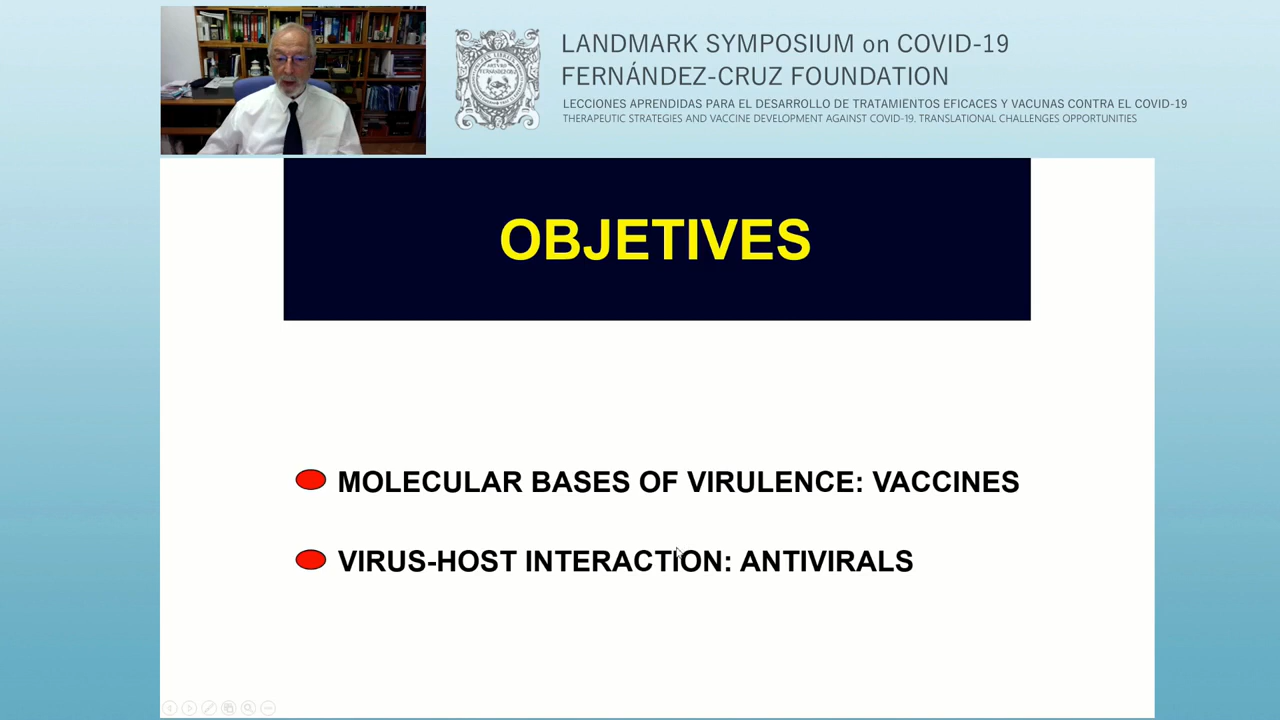 LANDMARK SYMPOSIUM on COVID-19
FERNÁNDEZ-CRUZ FOUNDATION
LECCIONES APRENDIDAS PARA EL DESARROLLO DE TRATAMIENTOS EFICACES Y VACUNAS CONTRA EL COVID-19
THERAPEUTIC STRATEGIES AND VACCINE DEVELOPMENT AGAINST COVID-19. TRANSLATIONAL CHALLENGES OPPORTUNITIES
OBJETIVES
MOLECULAR BASES OF VIRULENCE: VACCINES
VIRUS-HOST INTERACTION: ANTIVIRALS